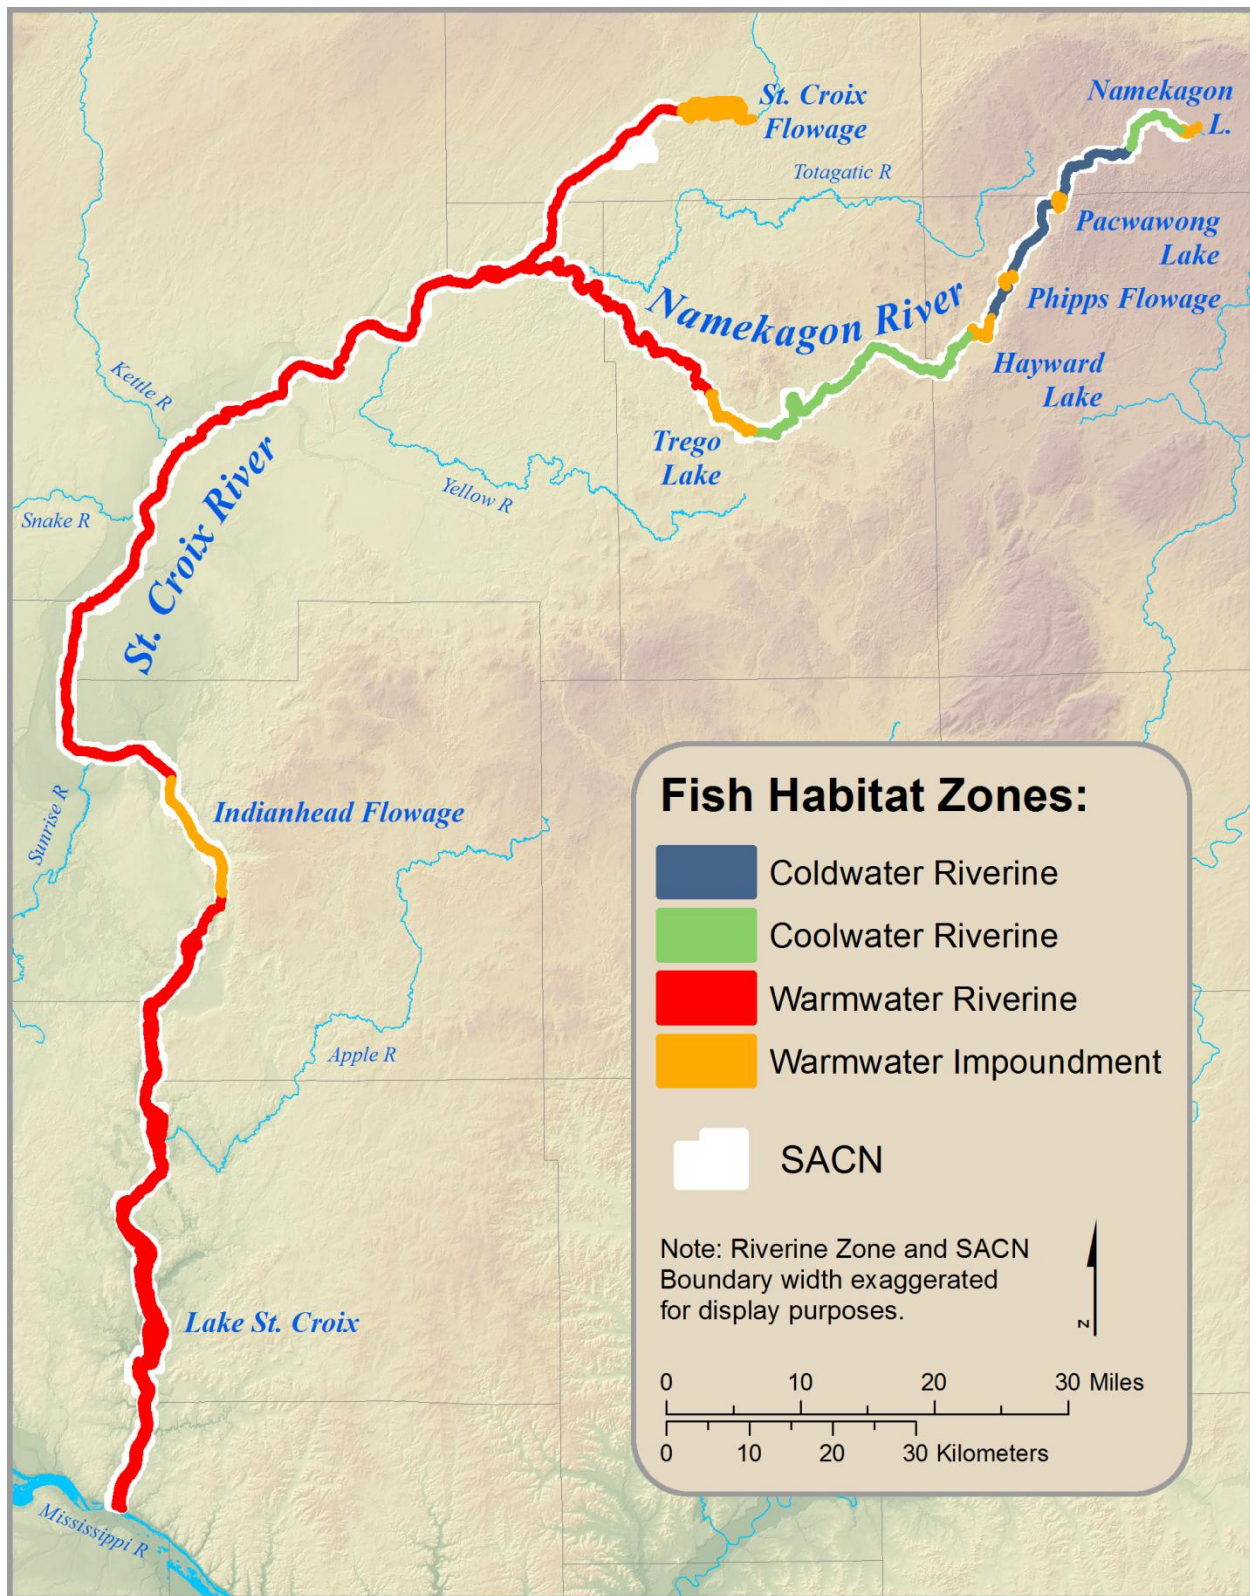 St. Croix
Flowage
Namekagon
L.
Totagatic R
Pacwawong
Lake
Phipps Flowage
Namekagon River
Hayward
Lake
Kettle R
Trego
Lake
Yellow R
Snake R
St. Croix River
Sunrise R
Indianhead Flowage
Apple R
Lake St. Croix
Mississippi R
Fish Habitat Zones:
Coldwater Riverine
Coolwater Riverine
Warmwater Riverine
Warmwater Impoundment
SACN
Note: Riverine Zone and SACN
Boundary width exaggerated
for display purposes.
Z
0 10 20 30 Miles
0 10 20 30 Kilometers